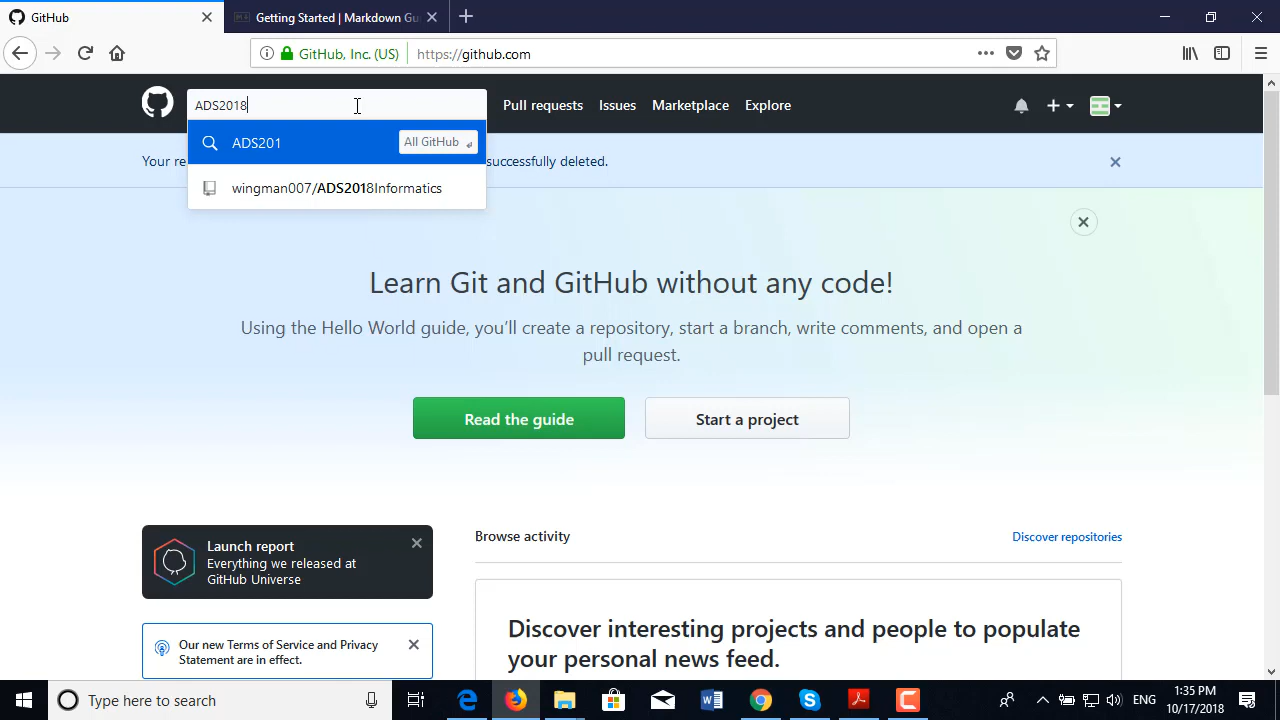 GitHub
Getting Started | Markdown Gu
GitHub, Inc. (US)
https://github.com
ADS2018
Pull requests
Issues
Marketplace
Explore
ADS201
All GitHub
wingman007/ADS2018Informatics
Your re
successfully deleted.
Learn Git and GitHub without any code!
Using the Hello World guide, you’ll create a repository, start a branch, write comments, and open a
pull request.
Read the guide
Start a project
Launch report
Everything we released at
GitHub Universe
Browse activity
Discover repositories
Our new Terms of Service and Privacy
Statement are in effect.
Discover interesting projects and people to populate
your personal news feed.
Type here to search
ENG
1:35 PM
10/17/2018